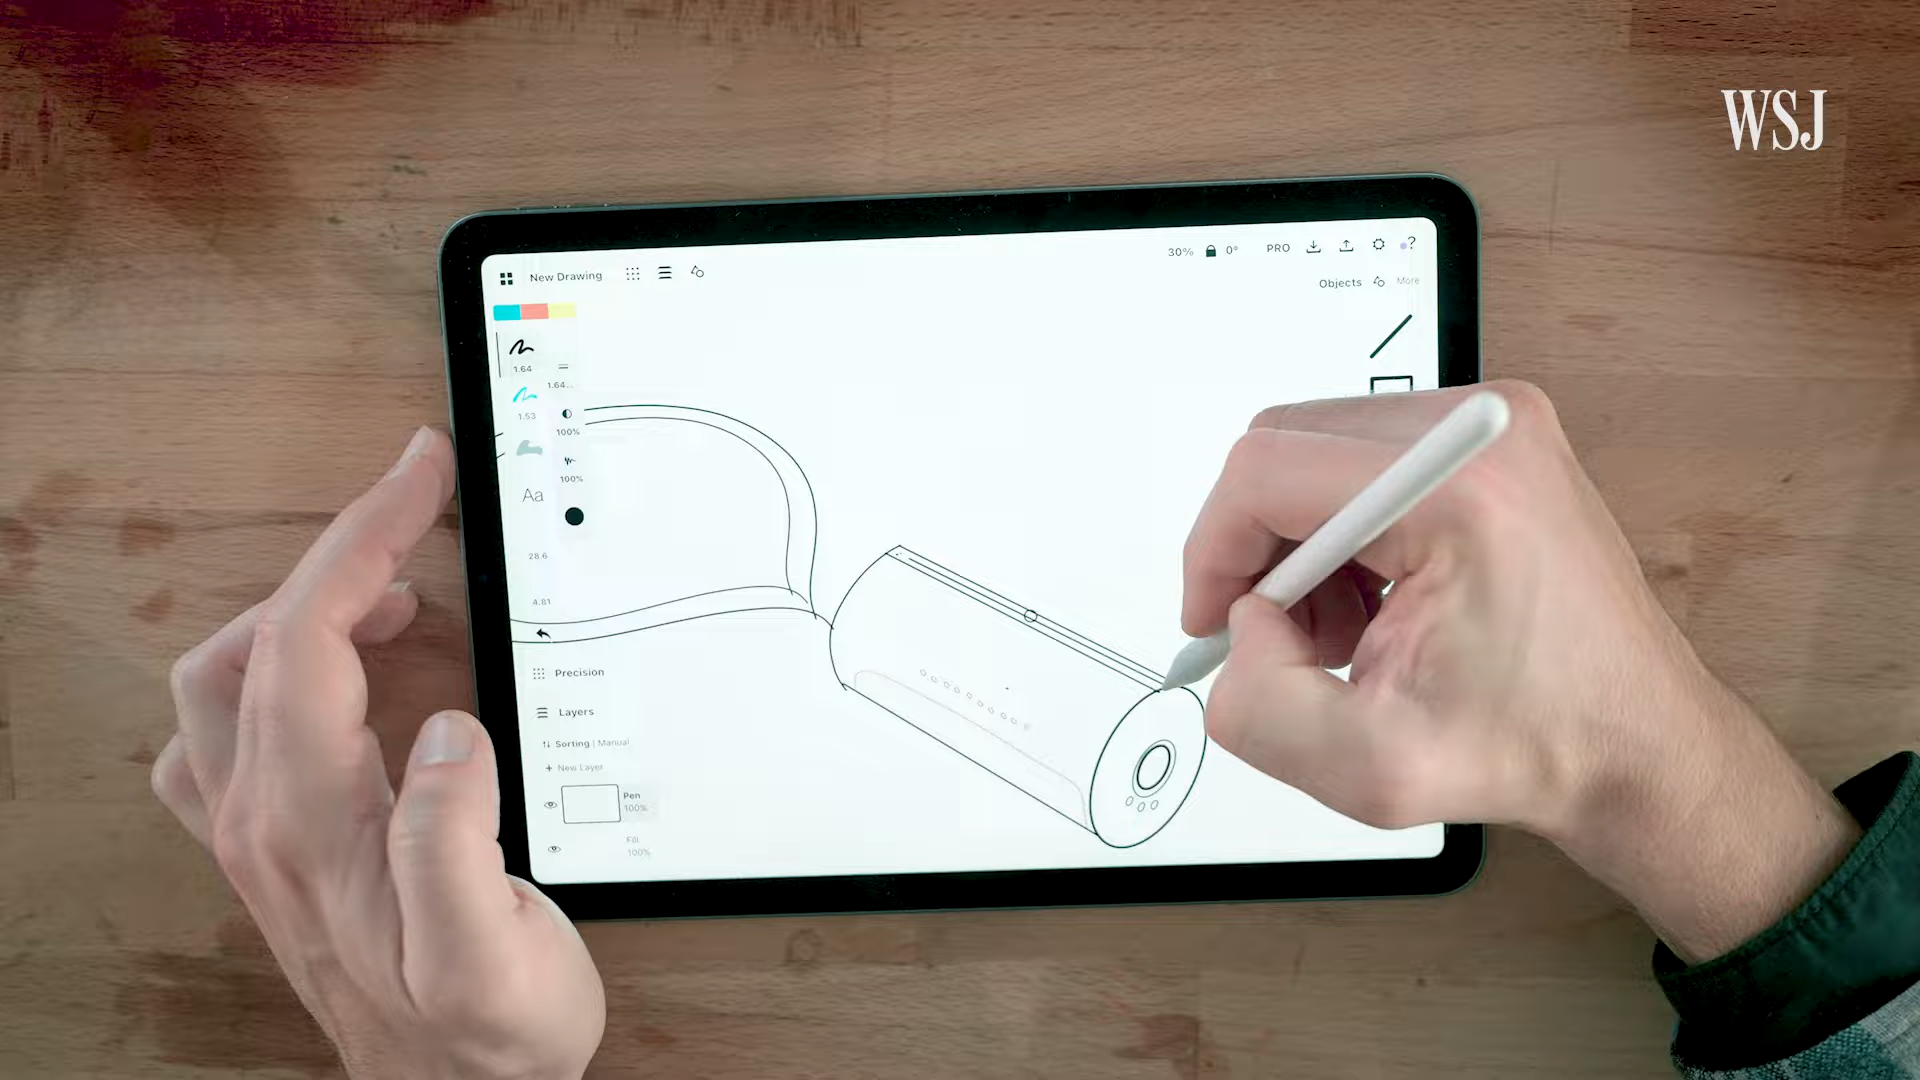 WSJ
30% 0° PRO ?
New Drawing
Objects More
1.64
1.64..
1.53
100%
100%
Aa
28.6
4.81
Precision
Layers
Sorting | Manual
+ New Layer
Pen
100%
Fill
100%